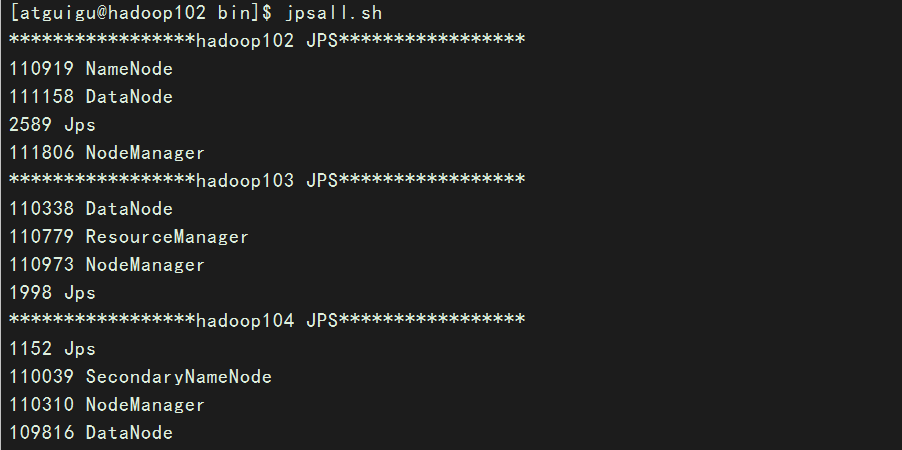 [atguigu@hadoop102 bin]$ jpsall.sh
*****************hadoop102 JPS*****************
110919 NameNode
111158 DataNode
2589 Jps
111806 NodeManager
*****************hadoop103 JPS*****************
110338 DataNode
110779 ResourceManager
110973 NodeManager
1998 Jps
*****************hadoop104 JPS*****************
1152 Jps
110039 SecondaryNameNode
110310 NodeManager
109816 DataNode